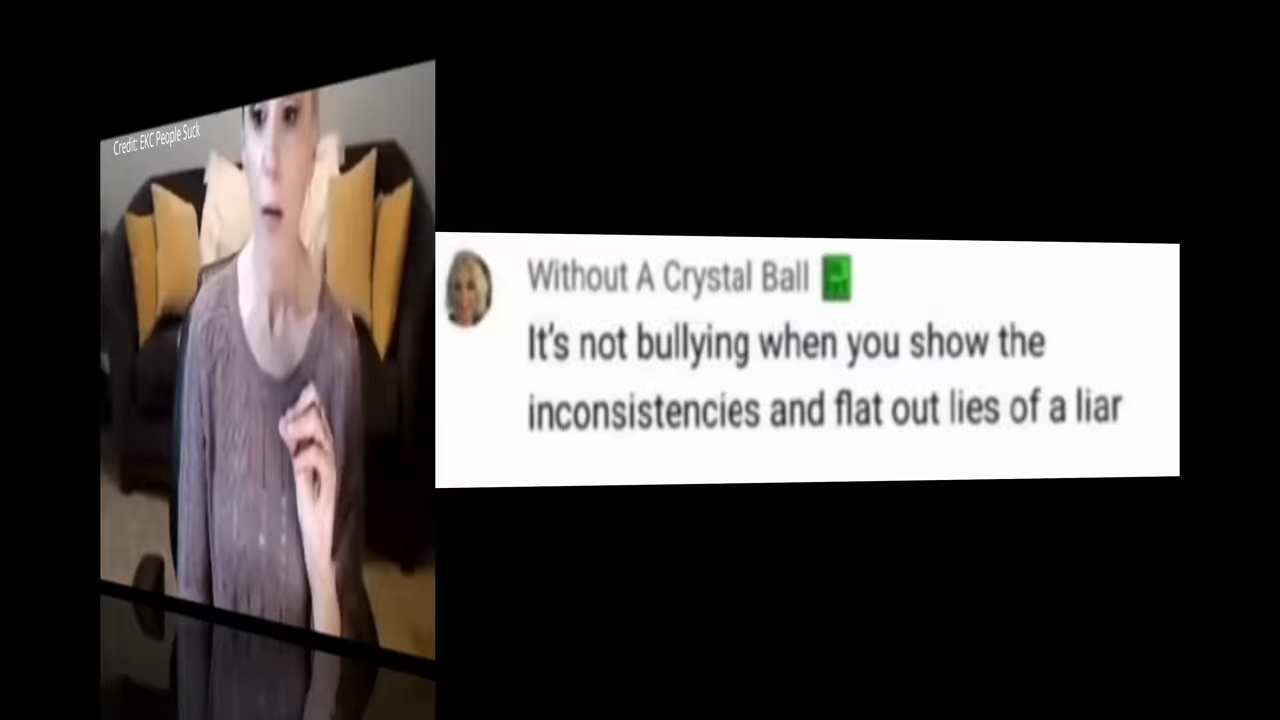 Credit: EKC People Suck
Without A Crystal Ball
It's not bullying when you show the
inconsistencies and flat out lies of a liar